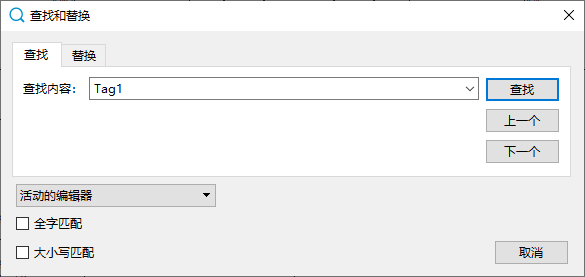 查找和替换
查找 替换
查找内容: Tag1 查找
上一个
下一个
活动的编辑器
全字匹配
大小写匹配 取消